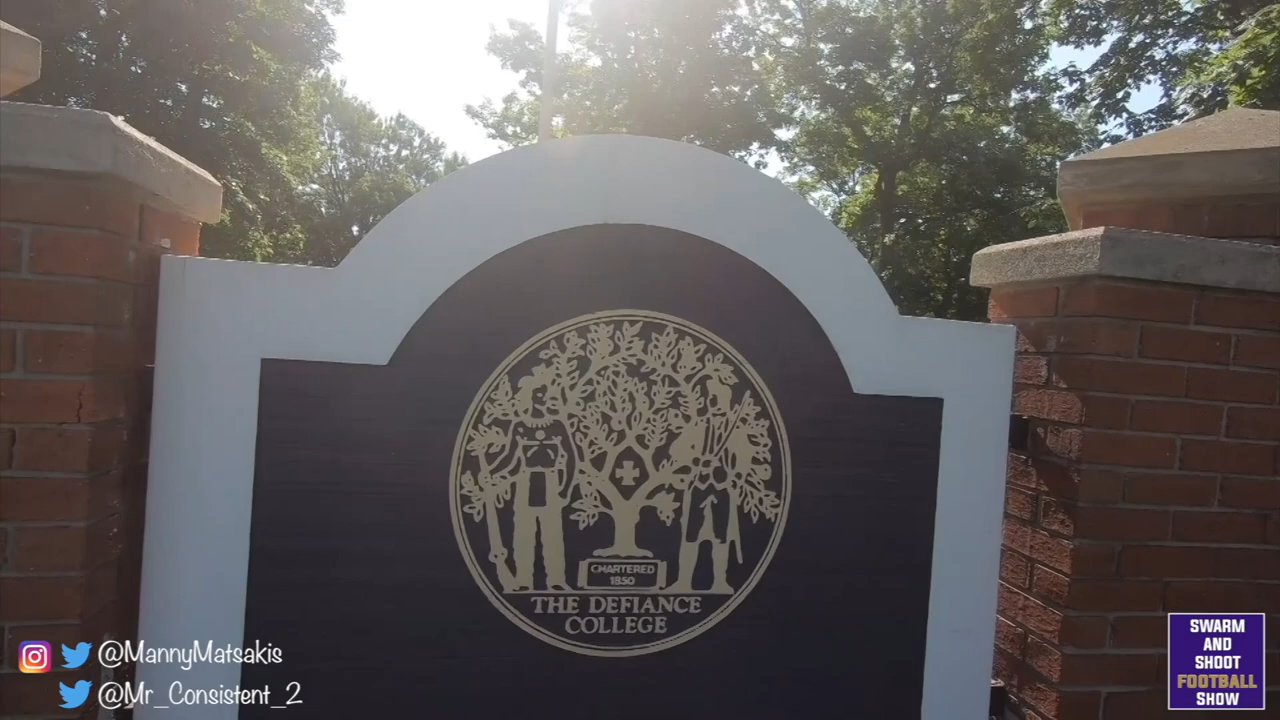 CHARTERED
1850
THE DEFIANCE
COLLEGE
@MannyMatsakis
@Mr_Consistent_2
SWARM
AND
SHOOT
FOOTBALL
SHOW